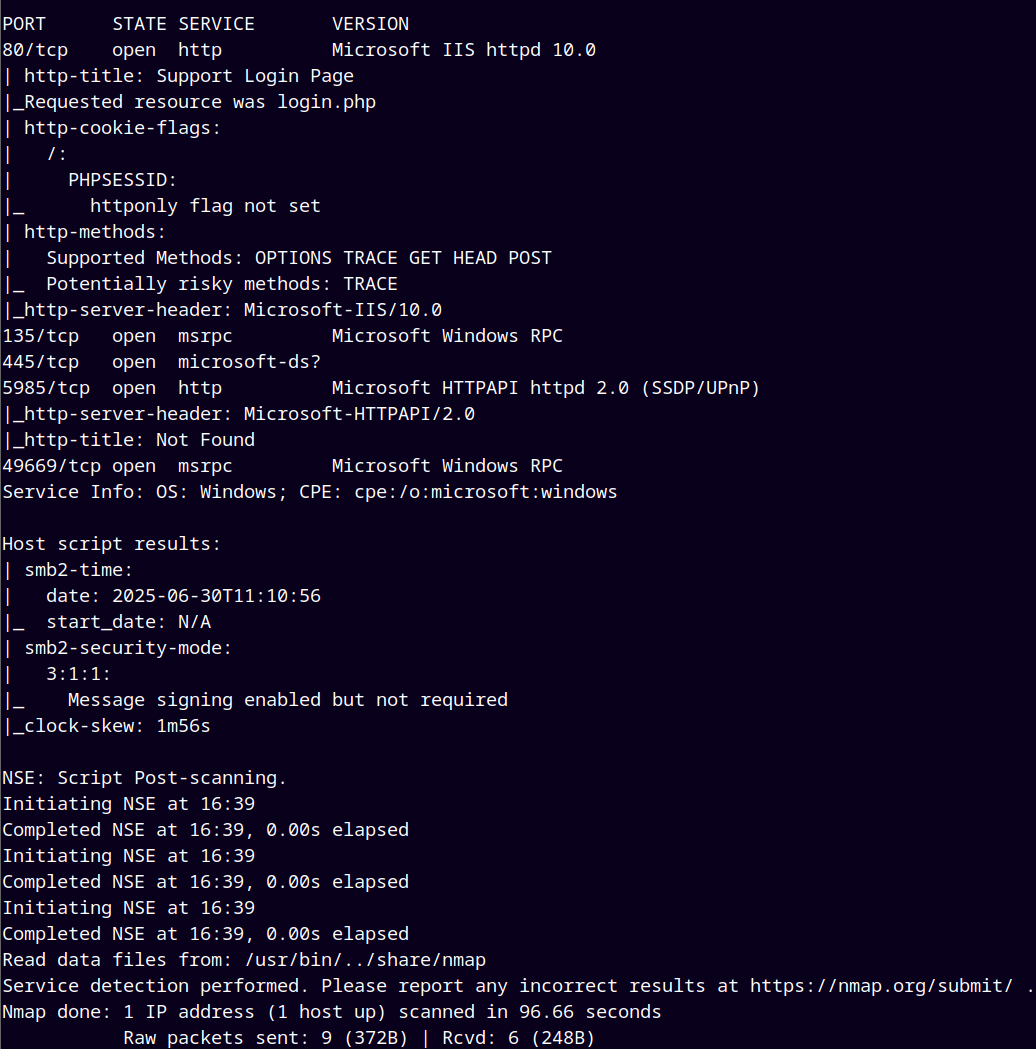 PORT      STATE SERVICE       VERSION
80/tcp    open  http          Microsoft IIS httpd 10.0
| http-title: Support Login Page
|_Requested resource was login.php
| http-cookie-flags:
|   /:
|     PHPSESSID:
|_      httponly flag not set
| http-methods:
|   Supported Methods: OPTIONS TRACE GET HEAD POST
|_  Potentially risky methods: TRACE
|_http-server-header: Microsoft-IIS/10.0
135/tcp   open  msrpc         Microsoft Windows RPC
445/tcp   open  microsoft-ds?
5985/tcp  open  http          Microsoft HTTPAPI httpd 2.0 (SSDP/UPnP)
|_http-server-header: Microsoft-HTTPAPI/2.0
|_http-title: Not Found
49669/tcp open  msrpc         Microsoft Windows RPC
Service Info: OS: Windows; CPE: cpe:/o:microsoft:windows

Host script results:
| smb2-time:
|   date: 2025-06-30T11:10:56
|_  start_date: N/A
| smb2-security-mode:
|   3:1:1:
|_    Message signing enabled but not required
|_clock-skew: 1m56s

NSE: Script Post-scanning.
Initiating NSE at 16:39
Completed NSE at 16:39, 0.00s elapsed
Initiating NSE at 16:39
Completed NSE at 16:39, 0.00s elapsed
Initiating NSE at 16:39
Completed NSE at 16:39, 0.00s elapsed
Read data files from: /usr/bin/../share/nmap
Service detection performed. Please report any incorrect results at https://nmap.org/submit/ .
Nmap done: 1 IP address (1 host up) scanned in 96.66 seconds
           Raw packets sent: 9 (372B) | Rcvd: 6 (248B)